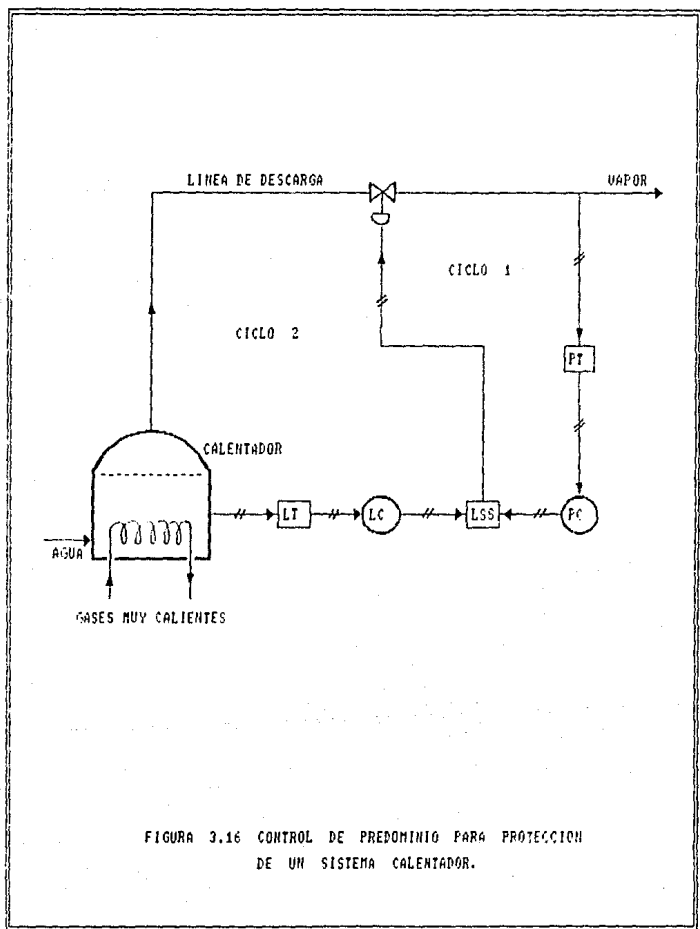 LINEA DE DESCARGA
VAPOR
CICLO 1
CICLO 2
PT
CALENTADOR
LT
LC
LSS
PC
AGUA
GASES MUY CALIENTES
FIGURA 3.16 CONTROL DE PREDOMINIO PARA PROTECCION
DE UN SISTEMA CALENTADOR.